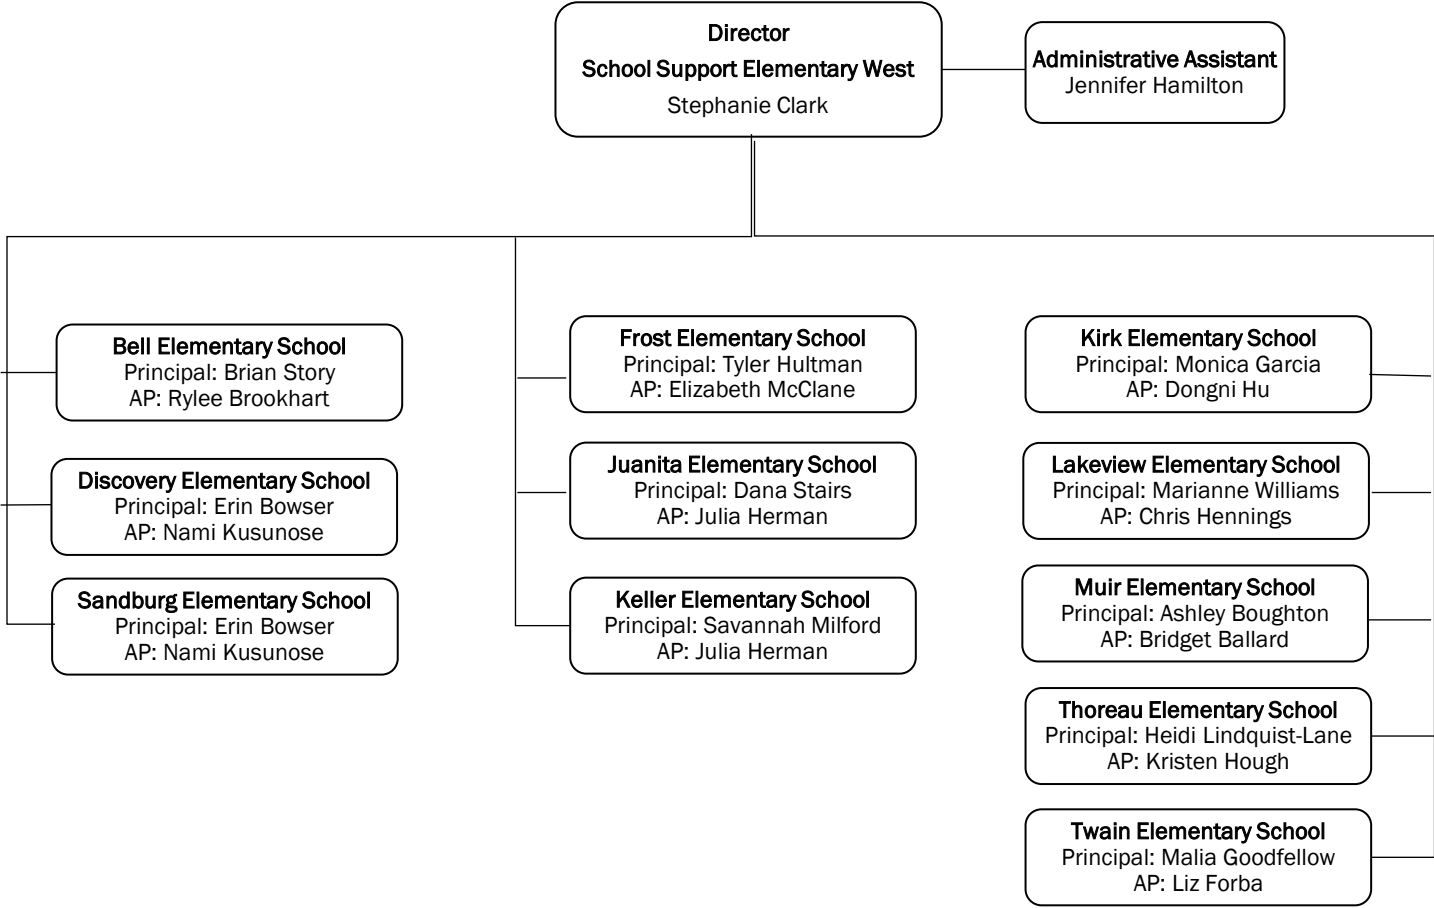 Director
School Support Elementary West
Stephanie Clark
Administrative Assistant
Jennifer Hamilton
Bell Elementary School
Principal: Brian Story
AP: Rylee Brookhart
Discovery Elementary School
Principal: Erin Bowser
AP: Nami Kusunose
Sandburg Elementary School
Principal: Erin Bowser
AP: Nami Kusunose
Frost Elementary School
Principal: Tyler Hultman
AP: Elizabeth McClane
Juanita Elementary School
Principal: Dana Stairs
AP: Julia Herman
Keller Elementary School
Principal: Savannah Milford
AP: Julia Herman
Kirk Elementary School
Principal: Monica Garcia
AP: Dongni Hu
Lakeview Elementary School
Principal: Marianne Williams
AP: Chris Hennings
Muir Elementary School
Principal: Ashley Boughton
AP: Bridget Ballard
Thoreau Elementary School
Principal: Heidi Lindquist-Lane
AP: Kristen Hough
Twain Elementary School
Principal: Malia Goodfellow
AP: Liz Forba